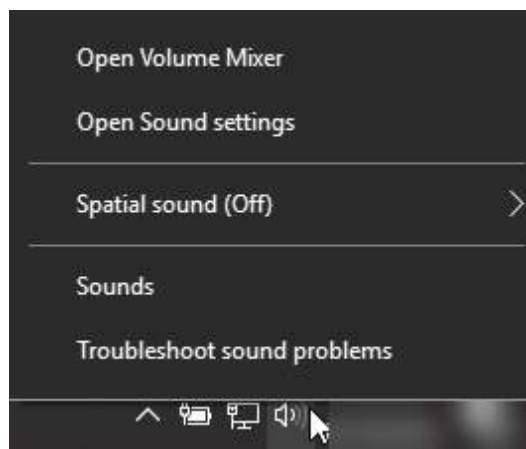 Open Volume Mixer
Open Sound settings
Spatial sound (Off)
Sounds
Troubleshoot sound problems